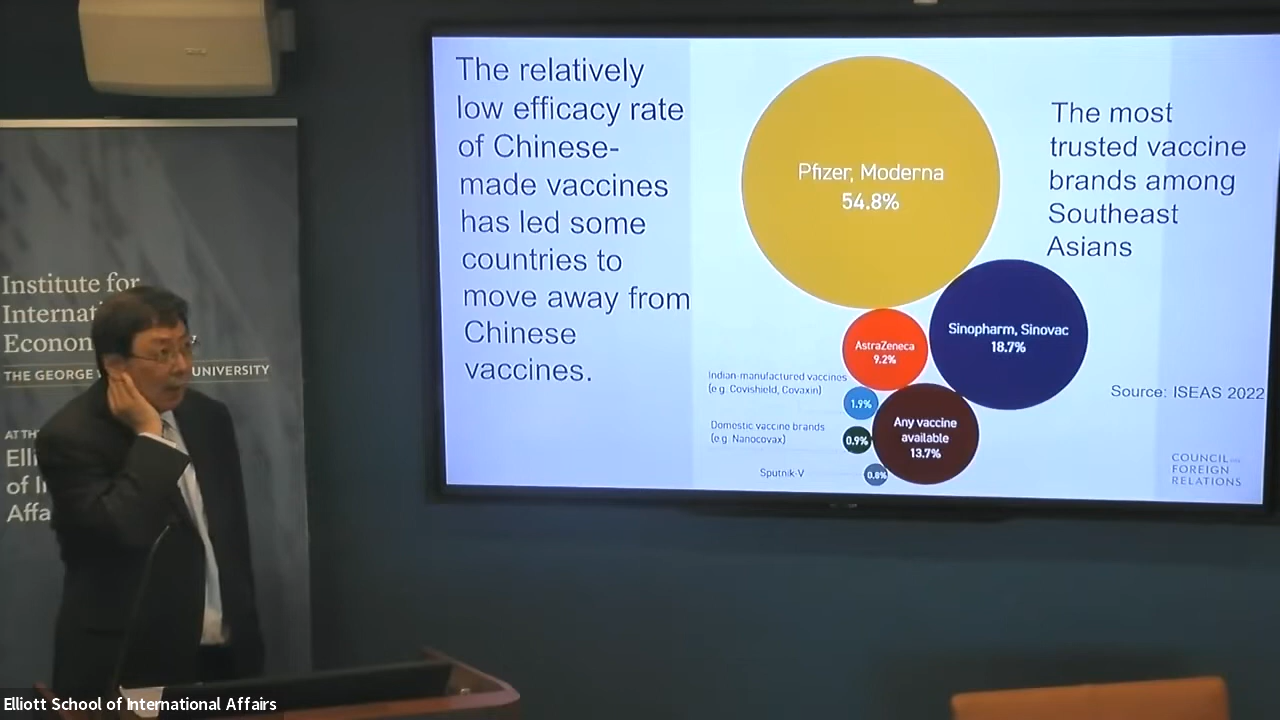 The relatively
low efficacy rate
of Chinese-
made vaccines
has led some
countries to
move away from
Chinese
vaccines.
Pfizer, Moderna
54.8%
The most
trusted vaccine
brands among
Southeast
Asians
Sinopharm, Sinovac
18.7%
AstraZeneca
9.2%
Indian-manufactured vaccines
(e.g. Covishield, Covaxin)
1.9%
Any vaccine
available
13.7%
Domestic vaccine brands
(e.g. Nanocovax)
0.9%
Sputnik-V
0.8%
Source: ISEAS 2022
COUNCIL
FOREIGN
RELATIONS
Institute for
Econom
THE GEORGE UNIVERSITY
AT TH
of
Elliott School of International Affairs